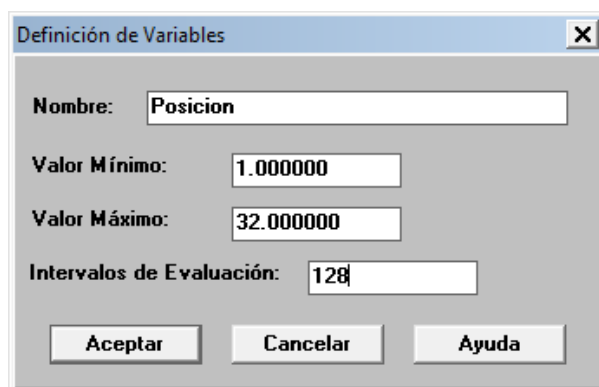 Definición de Variables
Nombre: Posicion
Valor Mínimo: 1.000000
Valor Máximo: 32.000000
Intervalos de Evaluación: 128
Aceptar Cancelar Ayuda